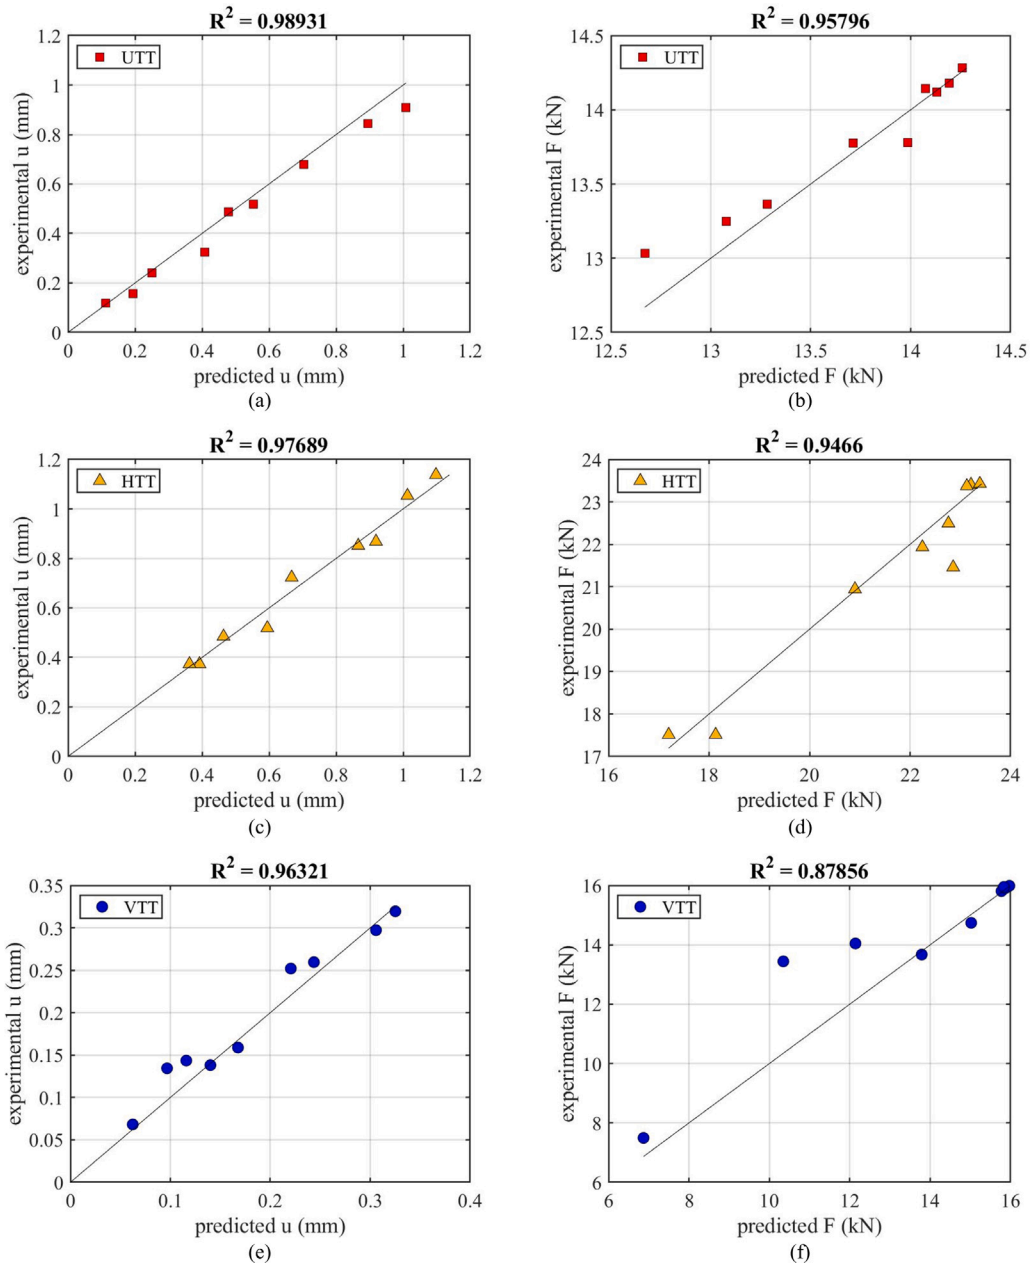 R² = 0.98931
1.2
1
0.8
0.6
0.4
0.2
0
experimental u (mm)
UTT
0 0.2 0.4 0.6 0.8 1 1.2
predicted u (mm)
(a)
R² = 0.95796
14.5
14
13.5
13
12.5
experimental F (kN)
UTT
12.5 13 13.5 14 14.5
predicted F (kN)
(b)
R² = 0.97689
1.2
1
0.8
0.6
0.4
0.2
0
experimental u (mm)
HTT
0 0.2 0.4 0.6 0.8 1 1.2
predicted u (mm)
(c)
R² = 0.9466
24
23
22
21
20
19
18
17
experimental F (kN)
HTT
16 18 20 22 24
predicted F (kN)
(d)
R² = 0.96321
0.35
0.3
0.25
0.2
0.15
0.1
0.05
0
experimental u (mm)
VTT
0 0.1 0.2 0.3 0.4
predicted u (mm)
(e)
R² = 0.87856
16
14
12
10
8
6
experimental F (kN)
VTT
6 8 10 12 14 16
predicted F (kN)
(f)